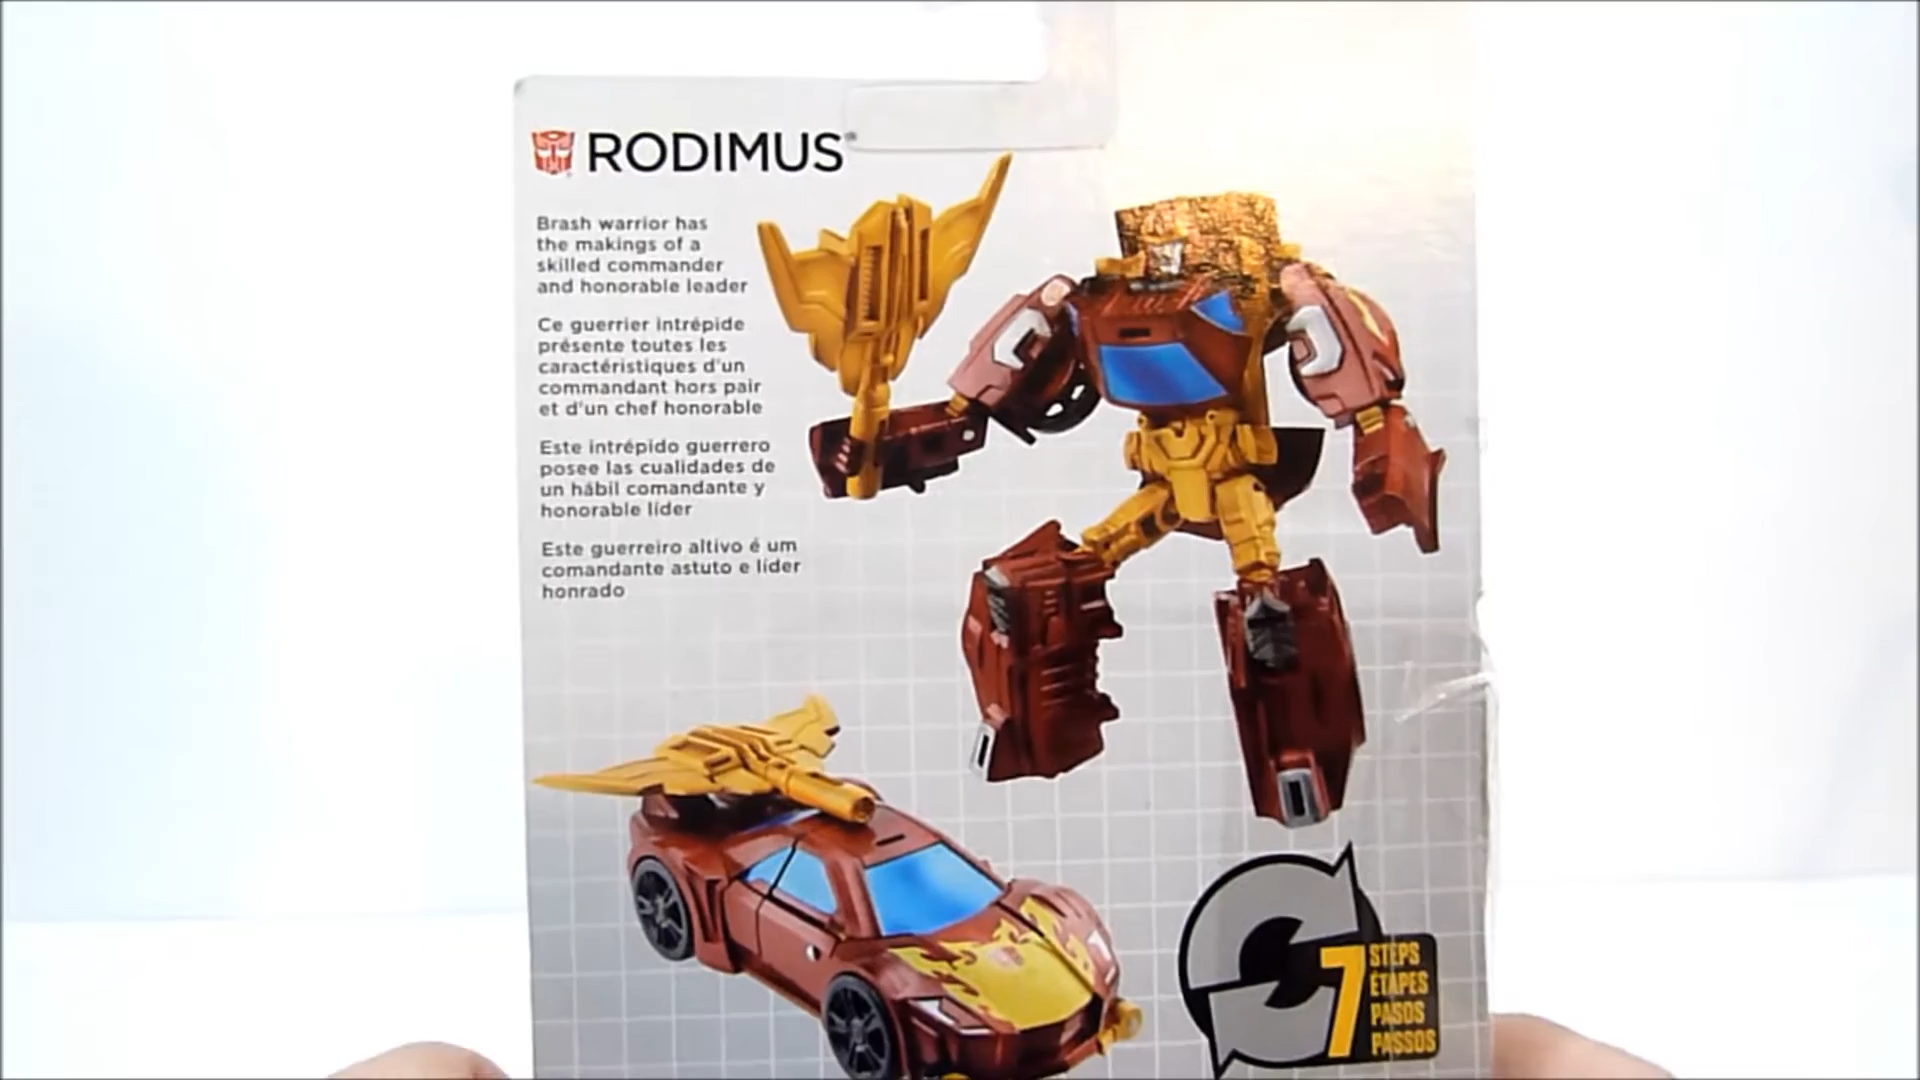 RODIMUS
Brash warrior has
the makings of a
skilled commander
and honorable leader
Ce guerrier intrépide
présente toutes les
caractéristiques d'un
commandant hors pair
et d'un chef honorable
Este intrépido guerrero
posee las cualidades de
un hábil comandante y
honorable líder
Este guerreiro altivo é um
comandante astuto e líder
honrado
7 STEPS
ÉTAPES
PASOS
PASSOS